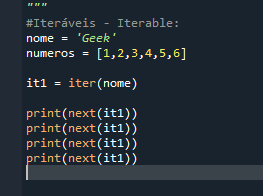 """
#Iteráveis - Iterable:
nome = 'Geek'
numeros = [1,2,3,4,5,6]
it1 = iter(nome)
print(next(it1))
print(next(it1))
print(next(it1))
print(next(it1))